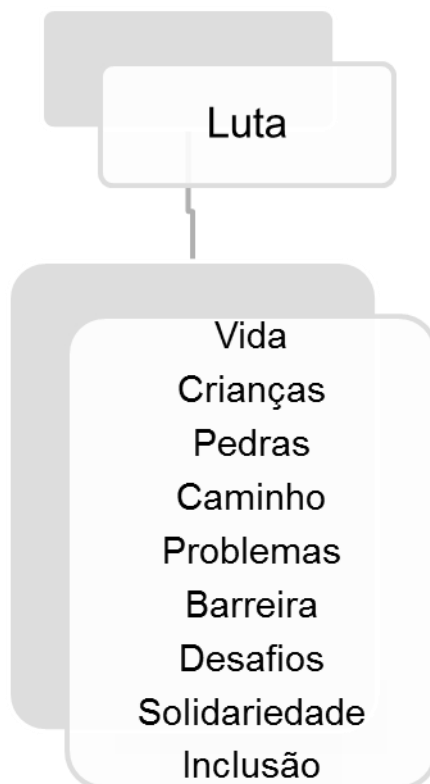 Luta
Vida
Crianças
Pedras
Caminho
Problemas
Barreira
Desafios
Solidariedade
Inclusão